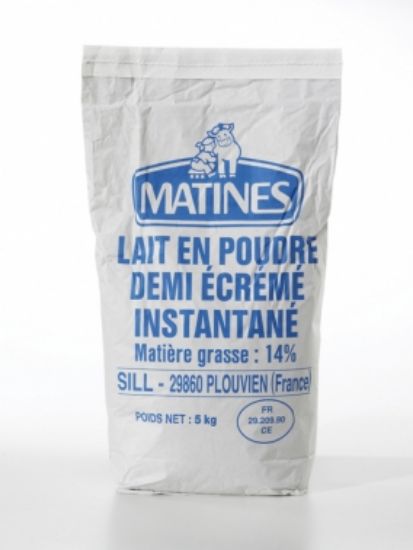 MATINES
LAIT EN POUDRE
DEMI ÉCRÉMÉ
INSTANTANÉ
Matière grasse : 14%
SILL - 29860 PLOUVIEN (France)
POIDS NET : 5 kg
FR
29.209.90
CE